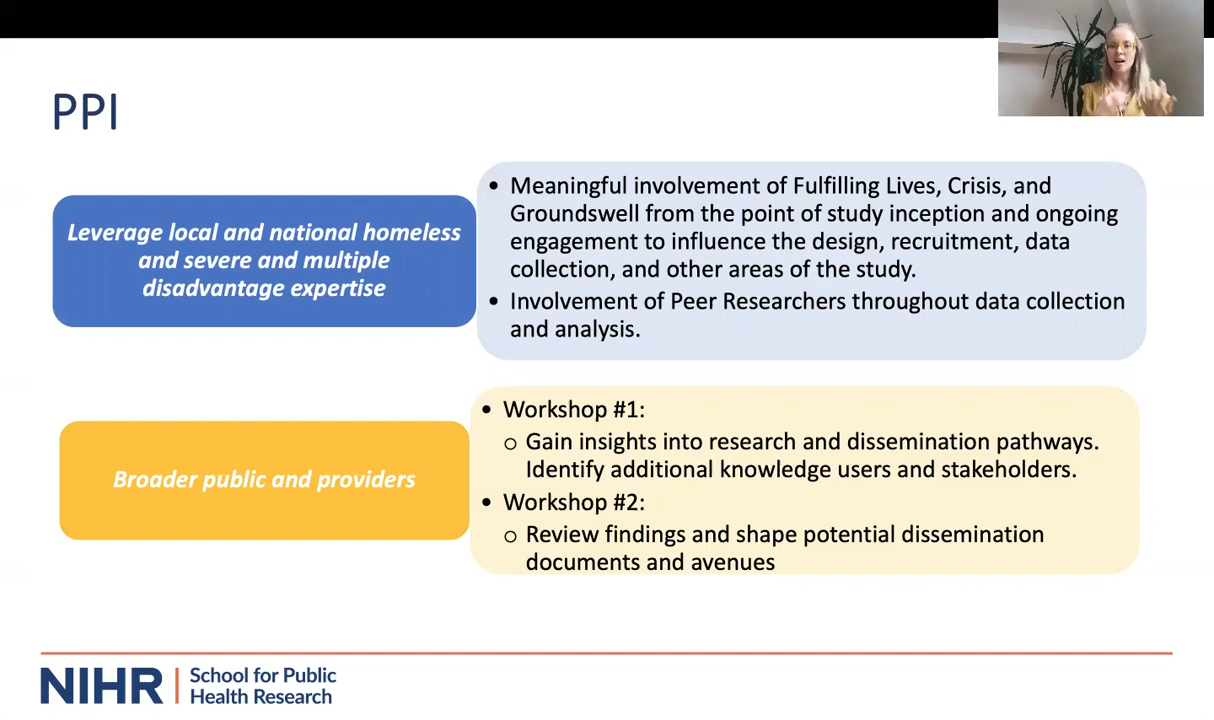 PPI
Leverage local and national homeless
and severe and multiple
disadvantage expertise
• Meaningful involvement of Fulfilling Lives, Crisis, and
Groundswell from the point of study inception and ongoing
engagement to influence the design, recruitment, data
collection, and other areas of the study.
• Involvement of Peer Researchers throughout data collection
and analysis.
Broader public and providers
• Workshop #1:
o Gain insights into research and dissemination pathways.
Identify additional knowledge users and stakeholders.
• Workshop #2:
o Review findings and shape potential dissemination
documents and avenues
NIHR | School for Public
Health Research